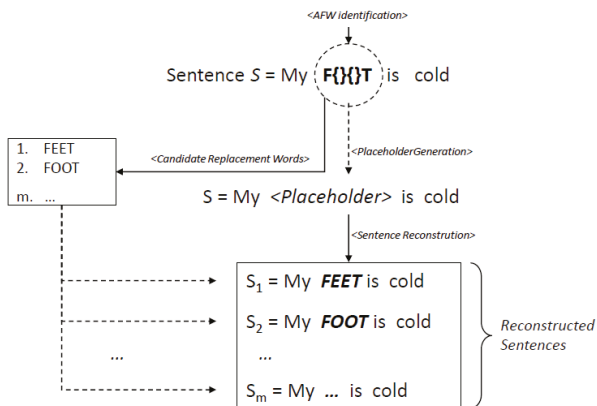 <AFW identification>
Sentence S = My F{}{}T is cold
<Candidate Replacement Words>
<PlaceholderGeneration>
1. FEET
2. FOOT
m. ...
S = My <Placeholder> is cold
<Sentence Reconstrution>
S1 = My FEET is cold
S2 = My FOOT is cold
...
...
Sm = My ... is cold
Reconstructed
Sentences